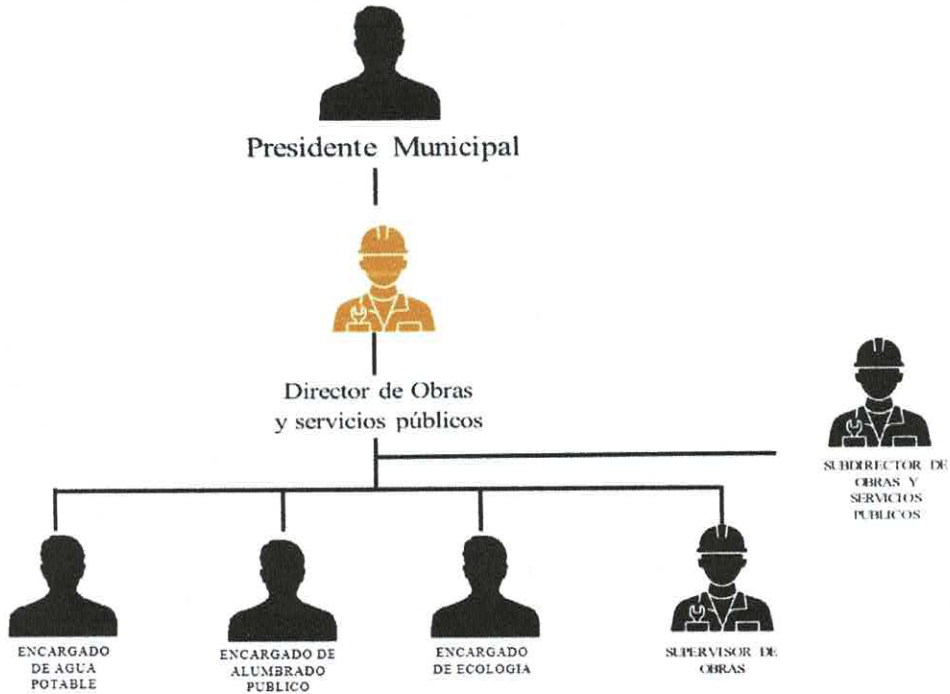 Presidente Municipal
Director de Obras
y servicios públicos
SUBDIRECTOR DE
OBRAS Y
SERVICIOS
PUBLICOS
ENCARGADO
DE AGUA
POTABLE
ENCARGADO DE
ALUMBRADO
PUBLICO
ENCARGADO
DE ECOLOGIA
SUPERVISOR DE
OBRAS